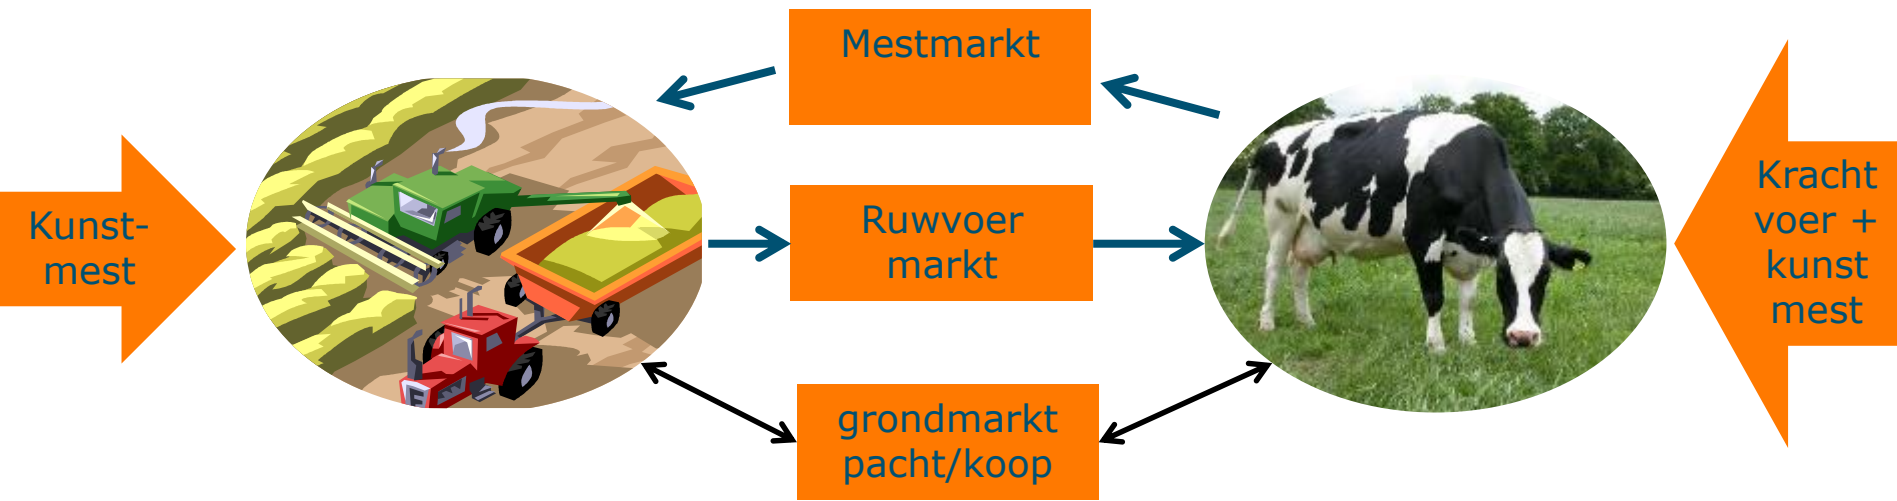 Mestmarkt
Kunst-
mest
Ruwvoer
markt
Kracht
voer +
kunst
mest
grondmarkt
pacht/koop